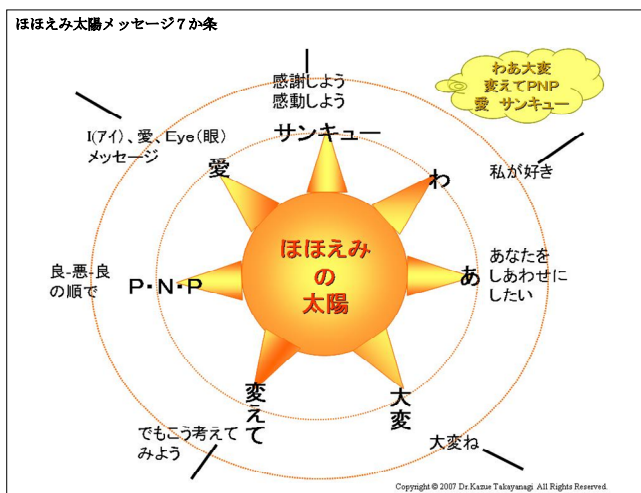 ほほえみ太陽メッセージ7か条
わあ大変
変えてPNP
愛 サンキュー
感謝しよう
感動しよう
サンキュー
I(アイ)、愛、Eye(眼)
メッセージ
愛
わ
私が好き
ほほえみ
の
太陽
良-悪-良
の順で
P・N・P
あ
あなたを
しあわせに
したい
変えて
大変
でもこう考えて
みよう
大変ね
Copyright © 2007 Dr.Kazue Takayanagi All Rights Reserved.